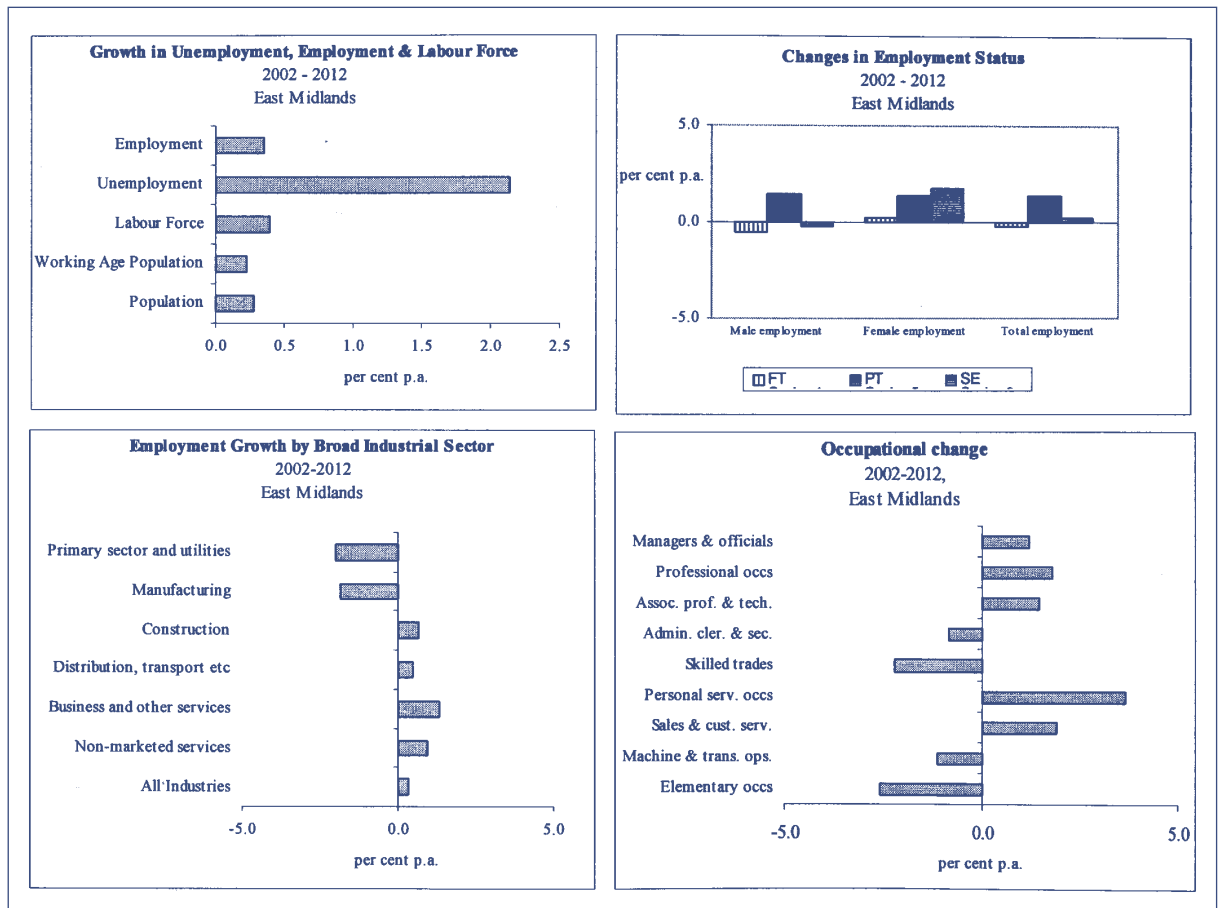 Growth in Unemployment, Employment & Labour Force
2002 - 2012
East Midlands
Employment
Unemployment
Labour Force
Working Age Population
Population
0.0 0.5 1.0 1.5 2.0 2.5
per cent p.a.
Changes in Employment Status
2002 - 2012
East Midlands
5.0
per cent p.a.
0.0
-5.0
Male employment Female employment Total employment
FT PT SE
Employment Growth by Broad Industrial Sector
2002-2012
East Midlands
Primary sector and utilities
Manufacturing
Construction
Distribution, transport etc
Business and other services
Non-marketed services
All Industries
-5.0 0.0 5.0
per cent p.a.
Occupational change
2002-2012,
East Midlands
Managers & officials
Professional occs
Assoc. prof. & tech.
Admin. cler. & sec.
Skilled trades
Personal serv. occs
Sales & cust. serv.
Machine & trans. ops.
Elementary occs
-5.0 0.0 5.0
per cent p.a.